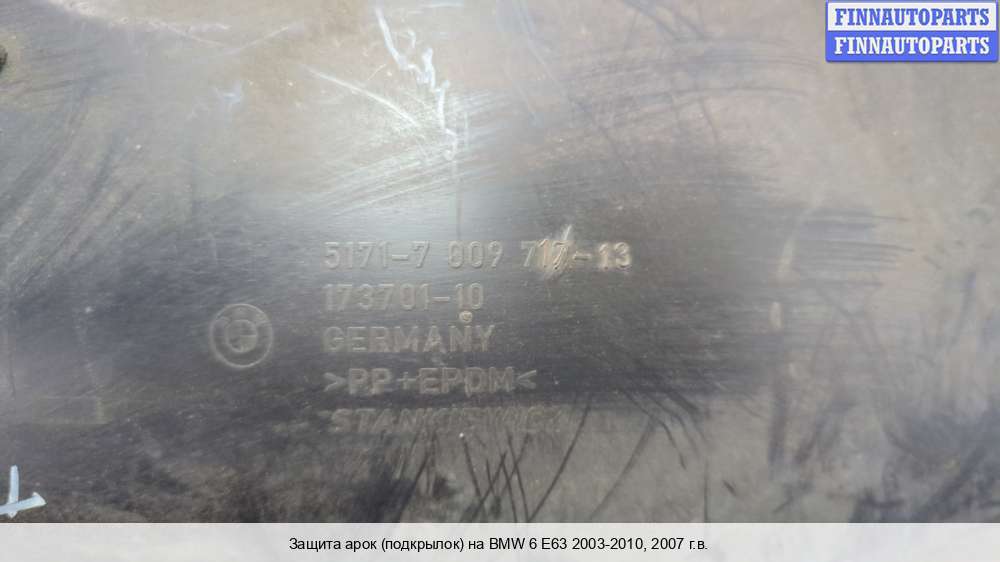 FINNAUTOPARTS
FINNAUTOPARTS
5171-7 009 717-13
173701-10
GERMANY
>PP+EPDM<
Защита арок (подкрылок) на BMW 6 E63 2003-2010, 2007 г.в.